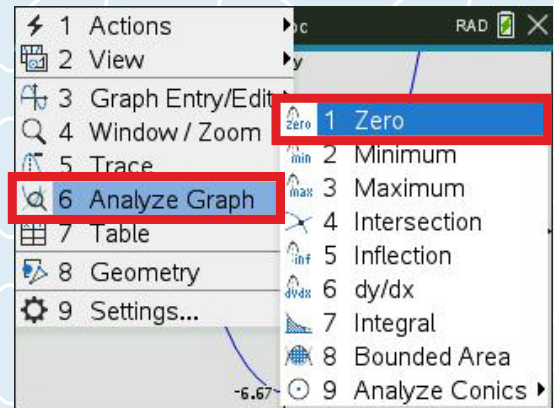 1 Actions
2 View
3 Graph Entry/Edit
4 Window / Zoom
5 Trace
6 Analyze Graph
7 Table
8 Geometry
9 Settings...
RAD
y
zero 1 Zero
min 2 Minimum
max 3 Maximum
4 Intersection
inf 5 Inflection
dy/dx 6 dy/dx
7 Integral
8 Bounded Area
9 Analyze Conics
-6.67